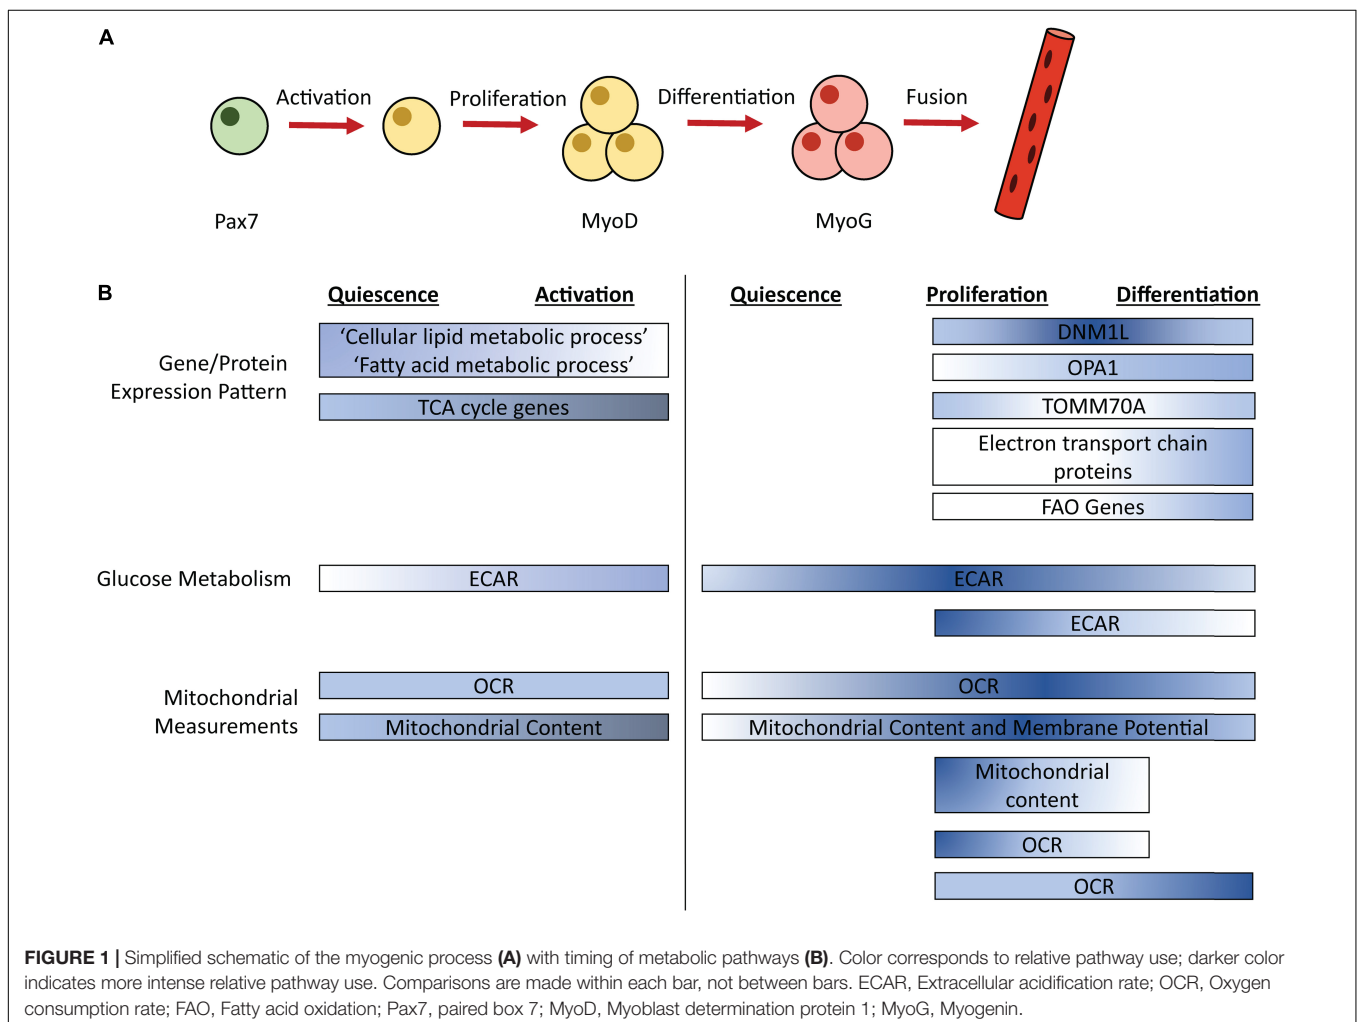 A
Activation
Proliferation
Differentiation
Fusion
Pax7
MyoD
MyoG
B
Quiescence
Activation
Quiescence
Proliferation
Differentiation
Gene/Protein
Expression Pattern
‘Cellular lipid metabolic process’
‘Fatty acid metabolic process’
TCA cycle genes
DNM1L
OPA1
TOMM70A
Electron transport chain
proteins
FAO Genes
Glucose Metabolism
ECAR
ECAR
ECAR
Mitochondrial
Measurements
OCR
Mitochondrial Content
OCR
Mitochondrial Content and Membrane Potential
Mitochondrial
content
OCR
OCR
FIGURE 1 | Simplified schematic of the myogenic process (A) with timing of metabolic pathways (B). Color corresponds to relative pathway use; darker color
indicates more intense relative pathway use. Comparisons are made within each bar, not between bars. ECAR, Extracellular acidification rate; OCR, Oxygen
consumption rate; FAO, Fatty acid oxidation; Pax7, paired box 7; MyoD, Myoblast determination protein 1; MyoG, Myogenin.